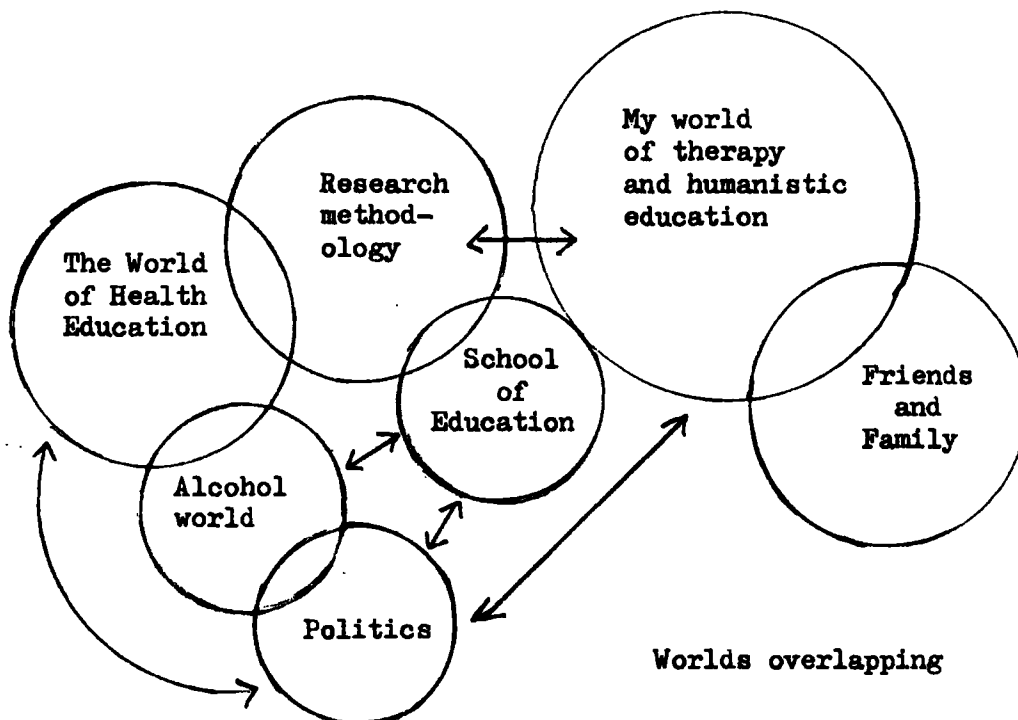 My world
of therapy
and humanistic
education
Research
method-
ology
The World
of Health
Education
School
of
Education
Friends
and
Family
Alcohol
world
Politics
Worlds overlapping